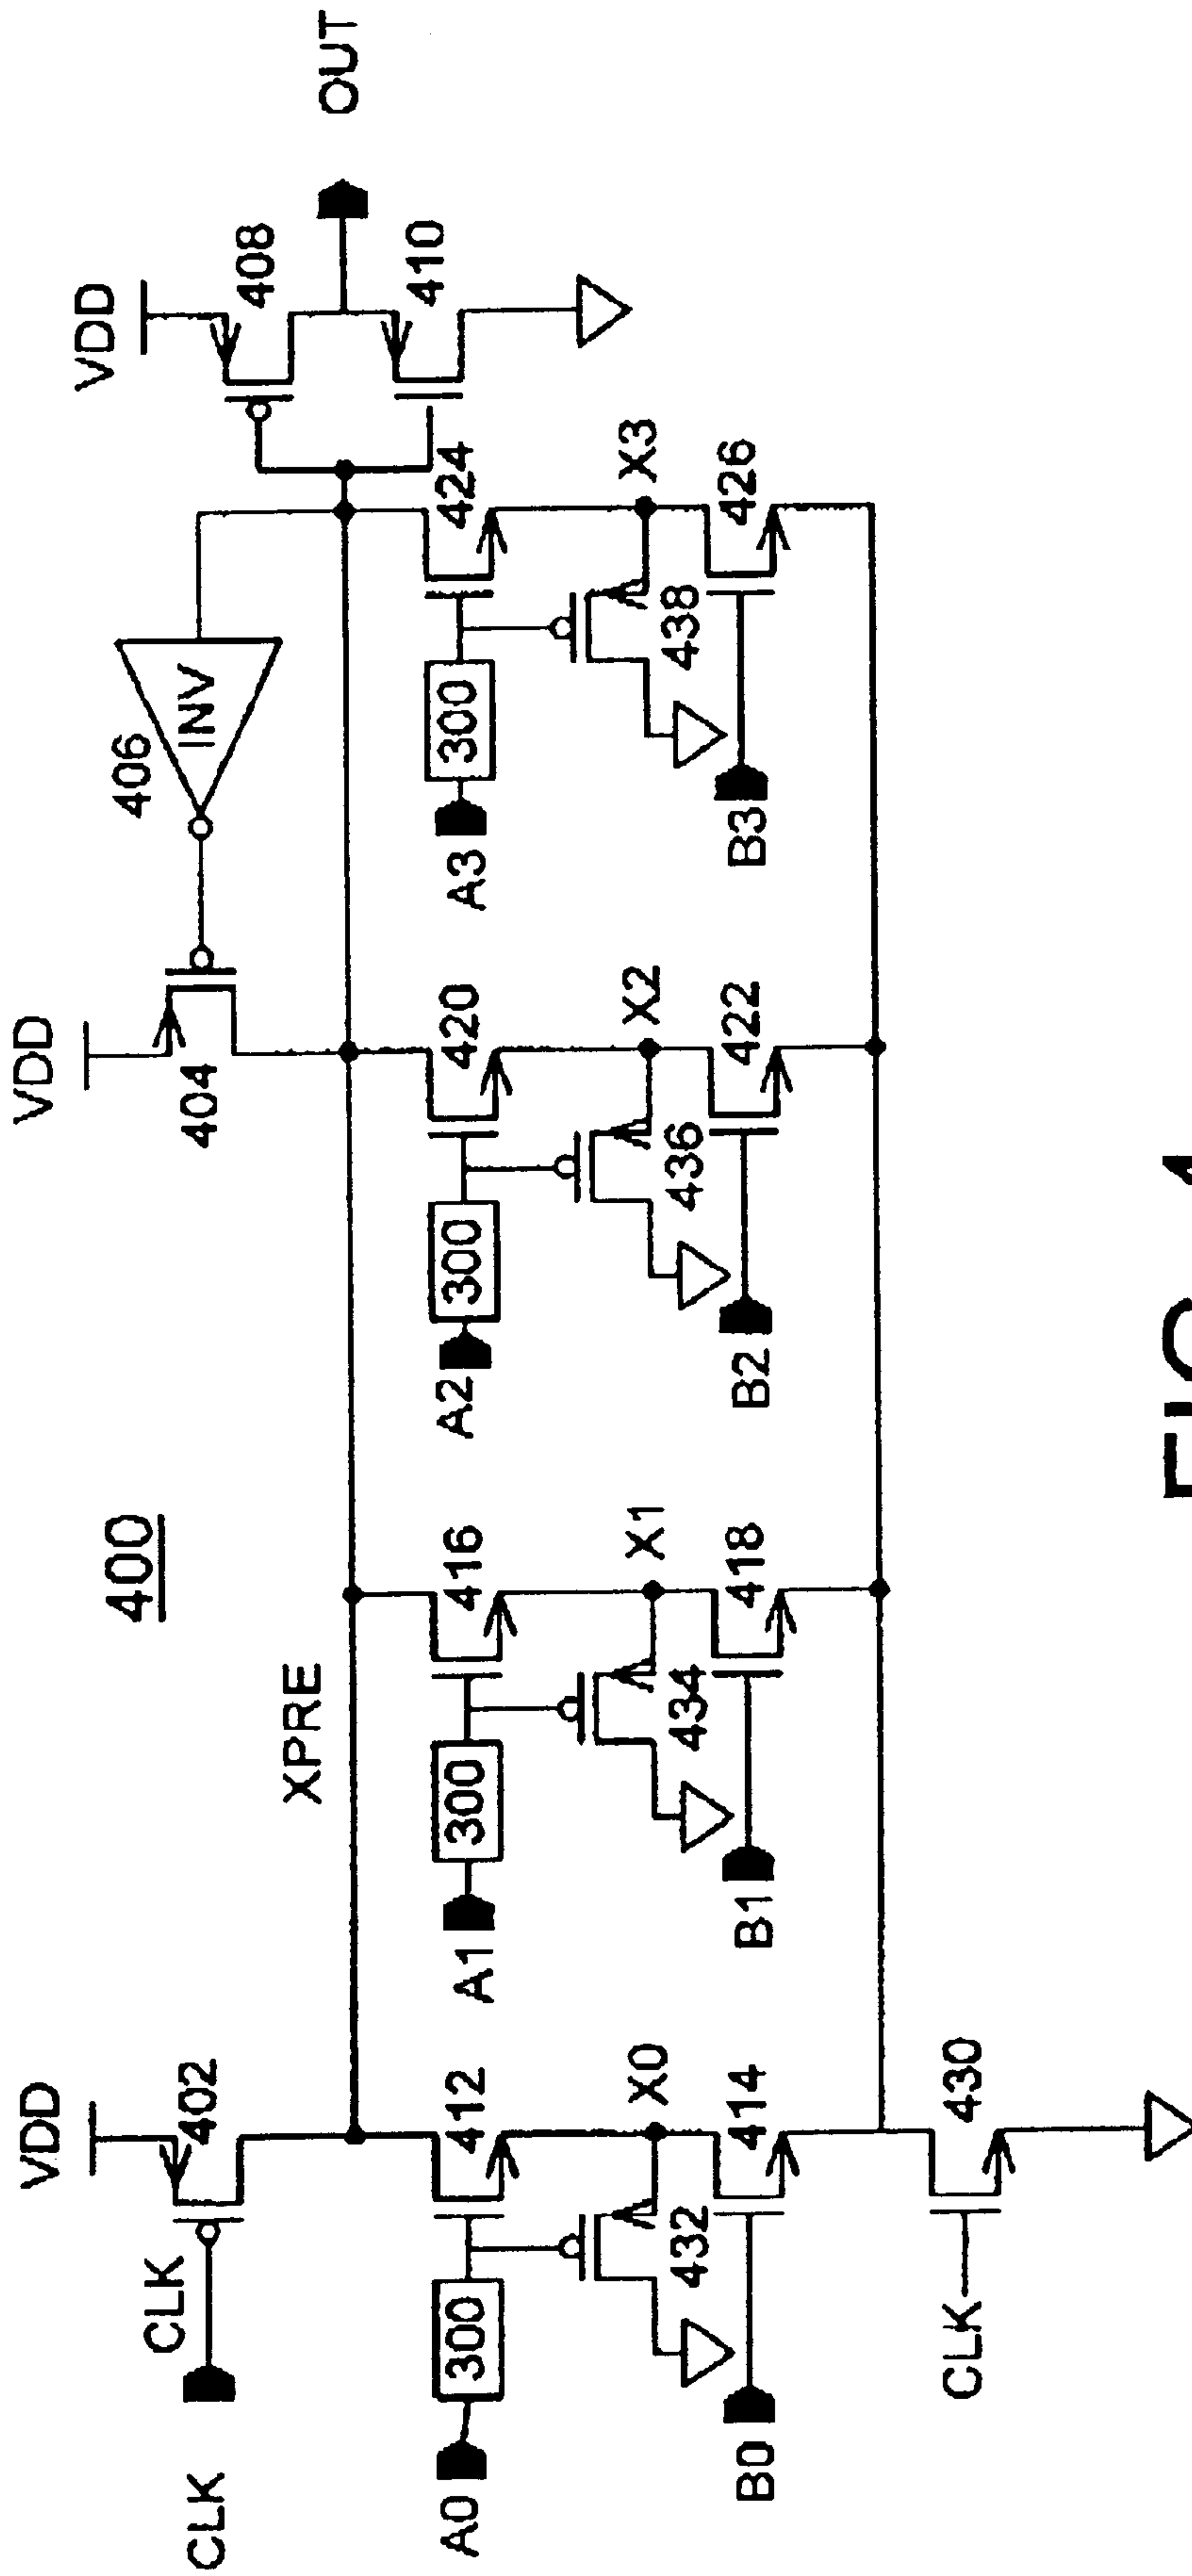 400
VDD
VDD
VDD
CLK
CLK
402
404
406
INV
408
OUT
410
XPRE
A0
300
412
A1
300
416
A2
300
420
A3
300
424
432
X0
434
X1
436
X2
438
X3
B0
414
B1
418
B2
422
B3
426
CLK
430